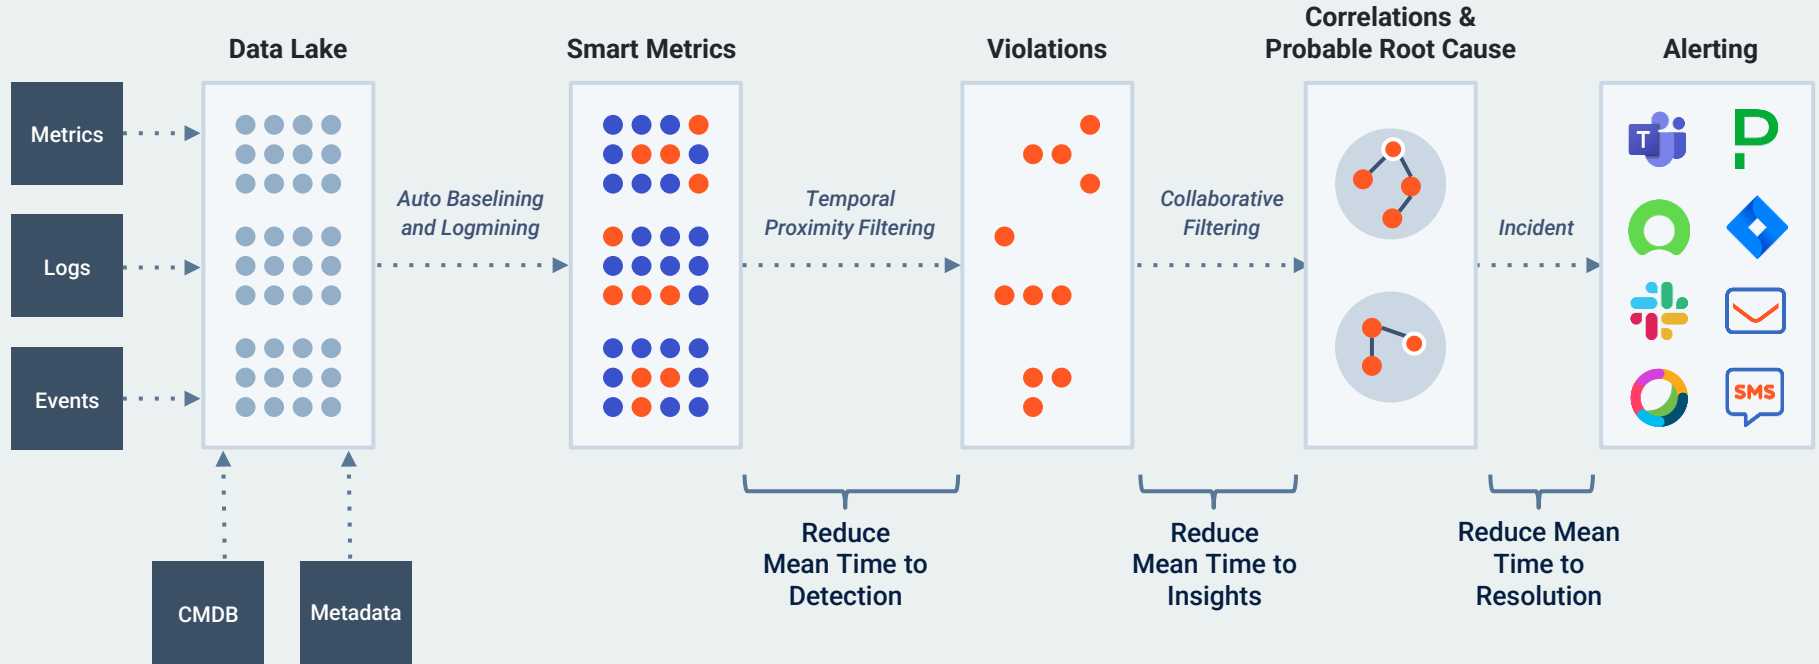 Correlations &
Data Lake
Smart Metrics
Violations
Probable Root Cause
Alerting
Metrics
Logs
Events
Auto Baselining
and Logmining
Temporal
Proximity Filtering
Collaborative
Filtering
Incident
T
SMS
Reduce
Mean Time to
Detection
Reduce
Mean Time to
Insights
Reduce Mean
Time to
Resolution
CMDB
Metadata